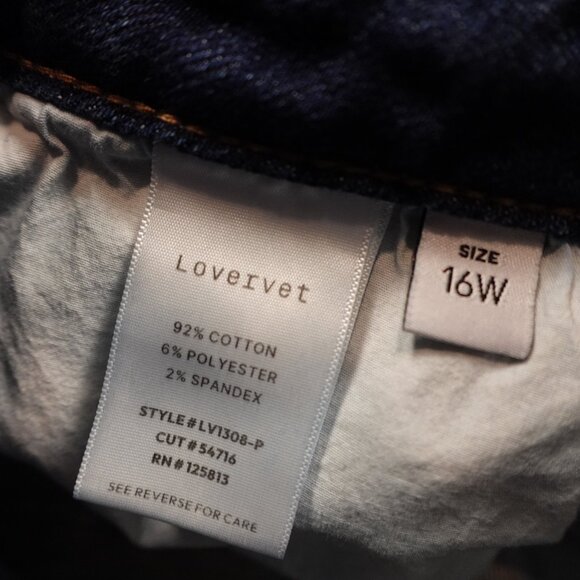 Lovervet
92% COTTON
6% POLYESTER
2% SPANDEX
STYLE#LV1308-P
CUT#54716
RN#125813
SEE REVERSE FOR CARE
SIZE
16W